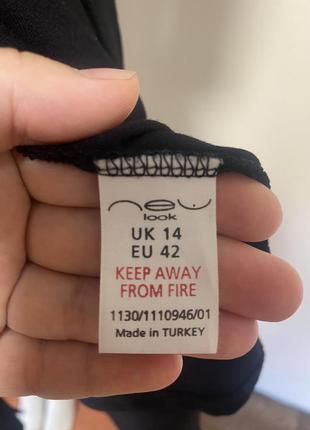 new
look
UK 14
EU 42
KEEP AWAY
FROM FIRE
1130/1110946/01
Made in TURKEY